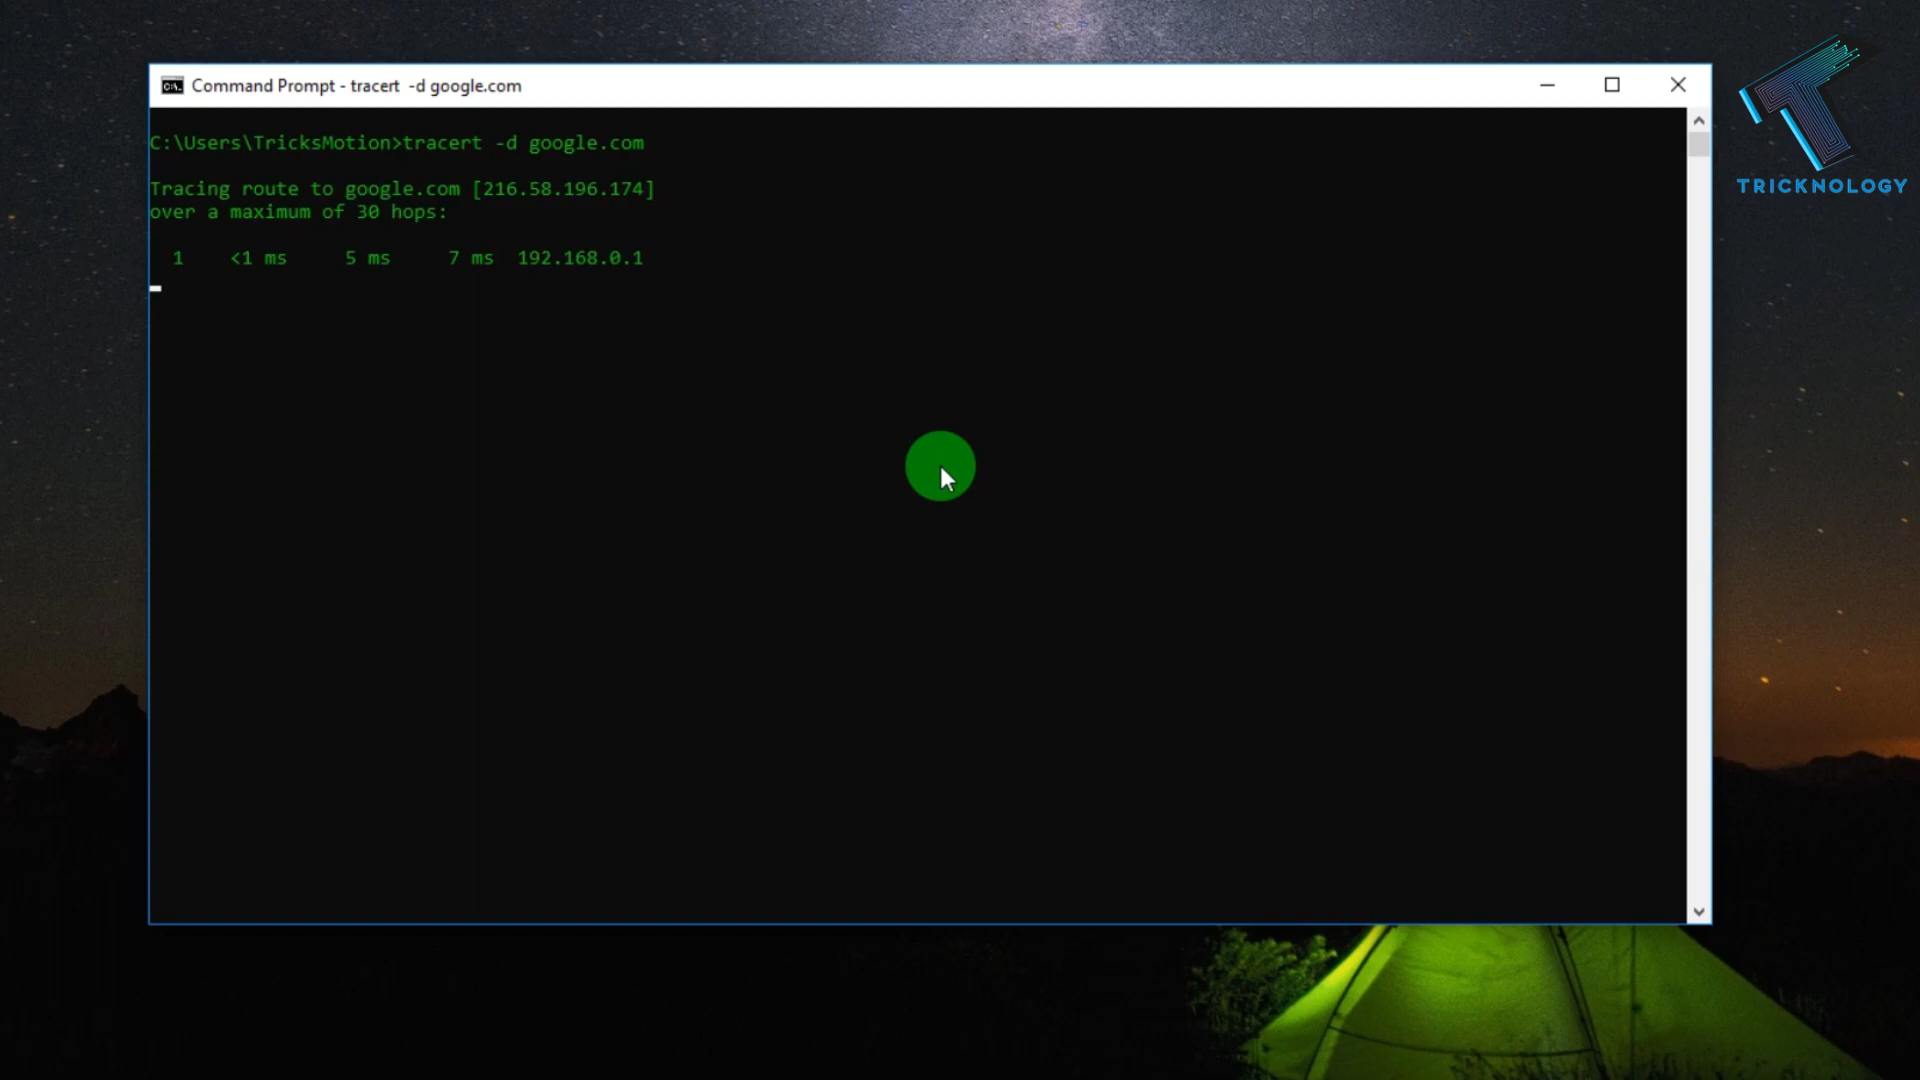 Command Prompt - tracert  -d google.com
TRICKNOLOGY
C:\Users\TricksMotion>tracert -d google.com
Tracing route to google.com [216.58.196.174]
over a maximum of 30 hops:
  1    <1 ms     5 ms     7 ms  192.168.0.1